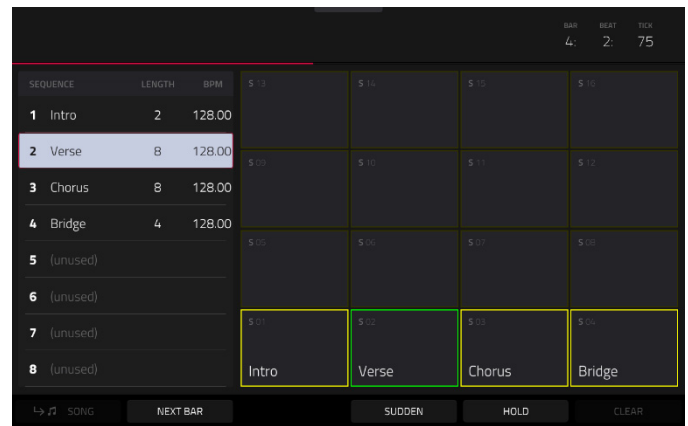 BAR BEAT TICK
4: 2: 75
SEQUENCE LENGTH BPM
1 Intro 2 128.00
2 Verse 8 128.00
3 Chorus 8 128.00
4 Bridge 4 128.00
5 (unused)
6 (unused)
7 (unused)
8 (unused)
S 13 S 14 S 15 S 16
S 09 S 10 S 11 S 12
S 05 S 06 S 07 S 08
S 01 S 02 S 03 S 04
Intro Verse Chorus Bridge
SONG NEXT BAR SUDDEN HOLD CLEAR